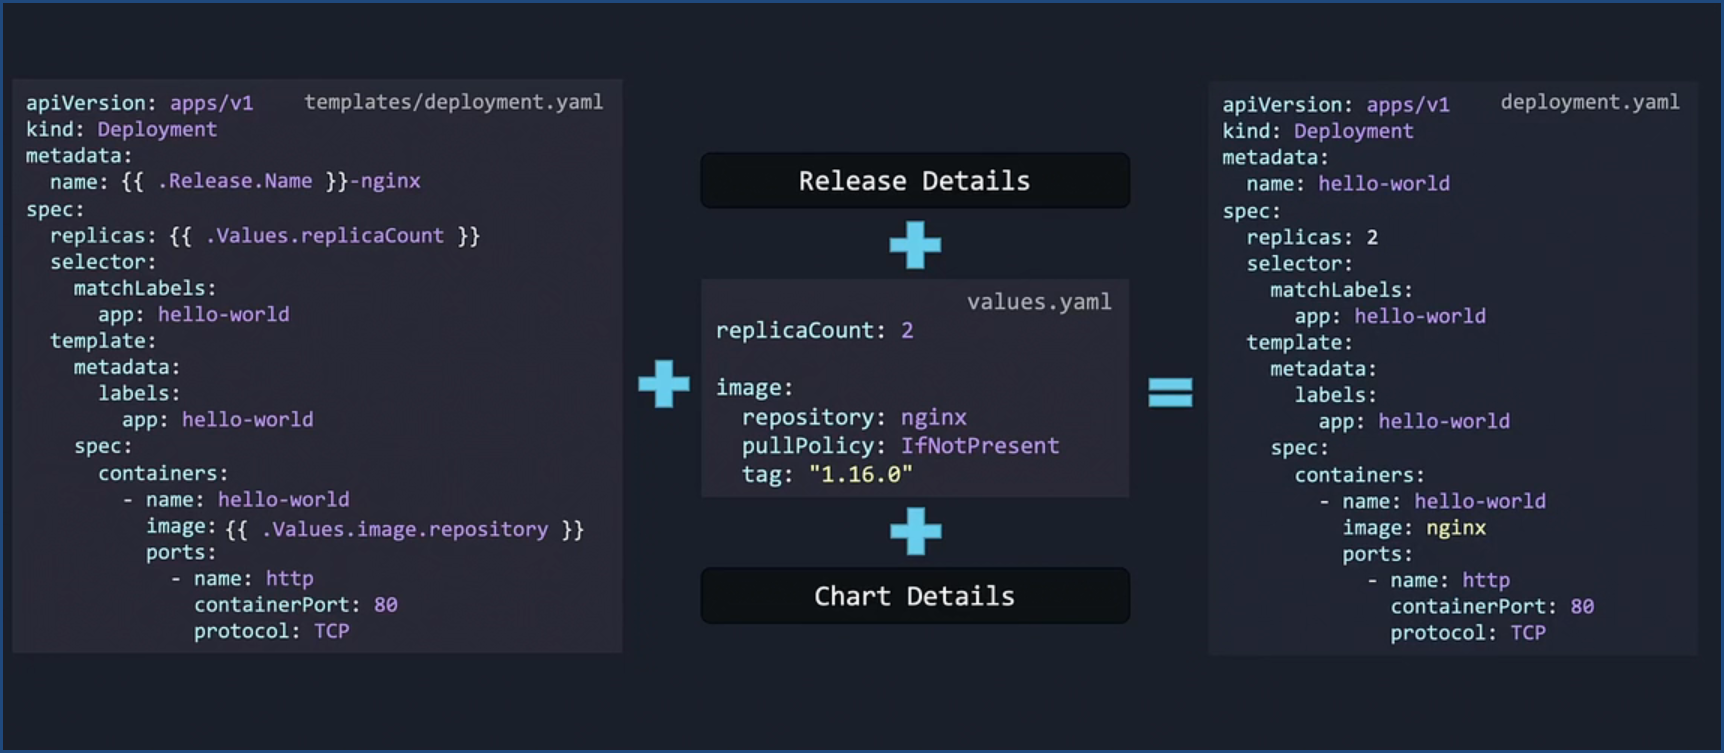 apiVersion: apps/v1    templates/deployment.yaml
kind: Deployment
metadata:
  name: {{ .Release.Name }}-nginx
spec:
  replicas: {{ .Values.replicaCount }}
  selector:
    matchLabels:
      app: hello-world
  template:
    metadata:
      labels:
        app: hello-world
    spec:
      containers:
        - name: hello-world
          image: {{ .Values.image.repository }}
          ports:
            - name: http
              containerPort: 80
              protocol: TCP
Release Details
values.yaml
replicaCount: 2
image:
  repository: nginx
  pullPolicy: IfNotPresent
  tag: "1.16.0"
Chart Details
apiVersion: apps/v1    deployment.yaml
kind: Deployment
metadata:
  name: hello-world
spec:
  replicas: 2
  selector:
    matchLabels:
      app: hello-world
  template:
    metadata:
      labels:
        app: hello-world
    spec:
      containers:
        - name: hello-world
          image: nginx
          ports:
            - name: http
              containerPort: 80
              protocol: TCP